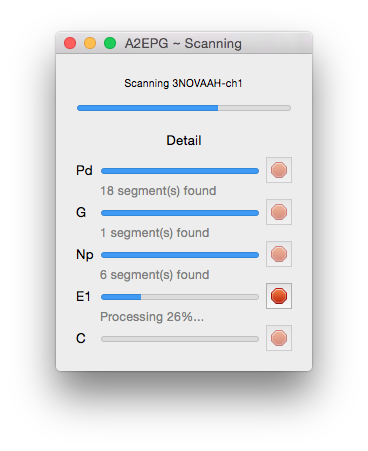 A2EPG ~ Scanning
Scanning 3NOVAAH-ch1
Detail
Pd
18 segment(s) found
G
1 segment(s) found
Np
6 segment(s) found
E1
Processing 26%...
C